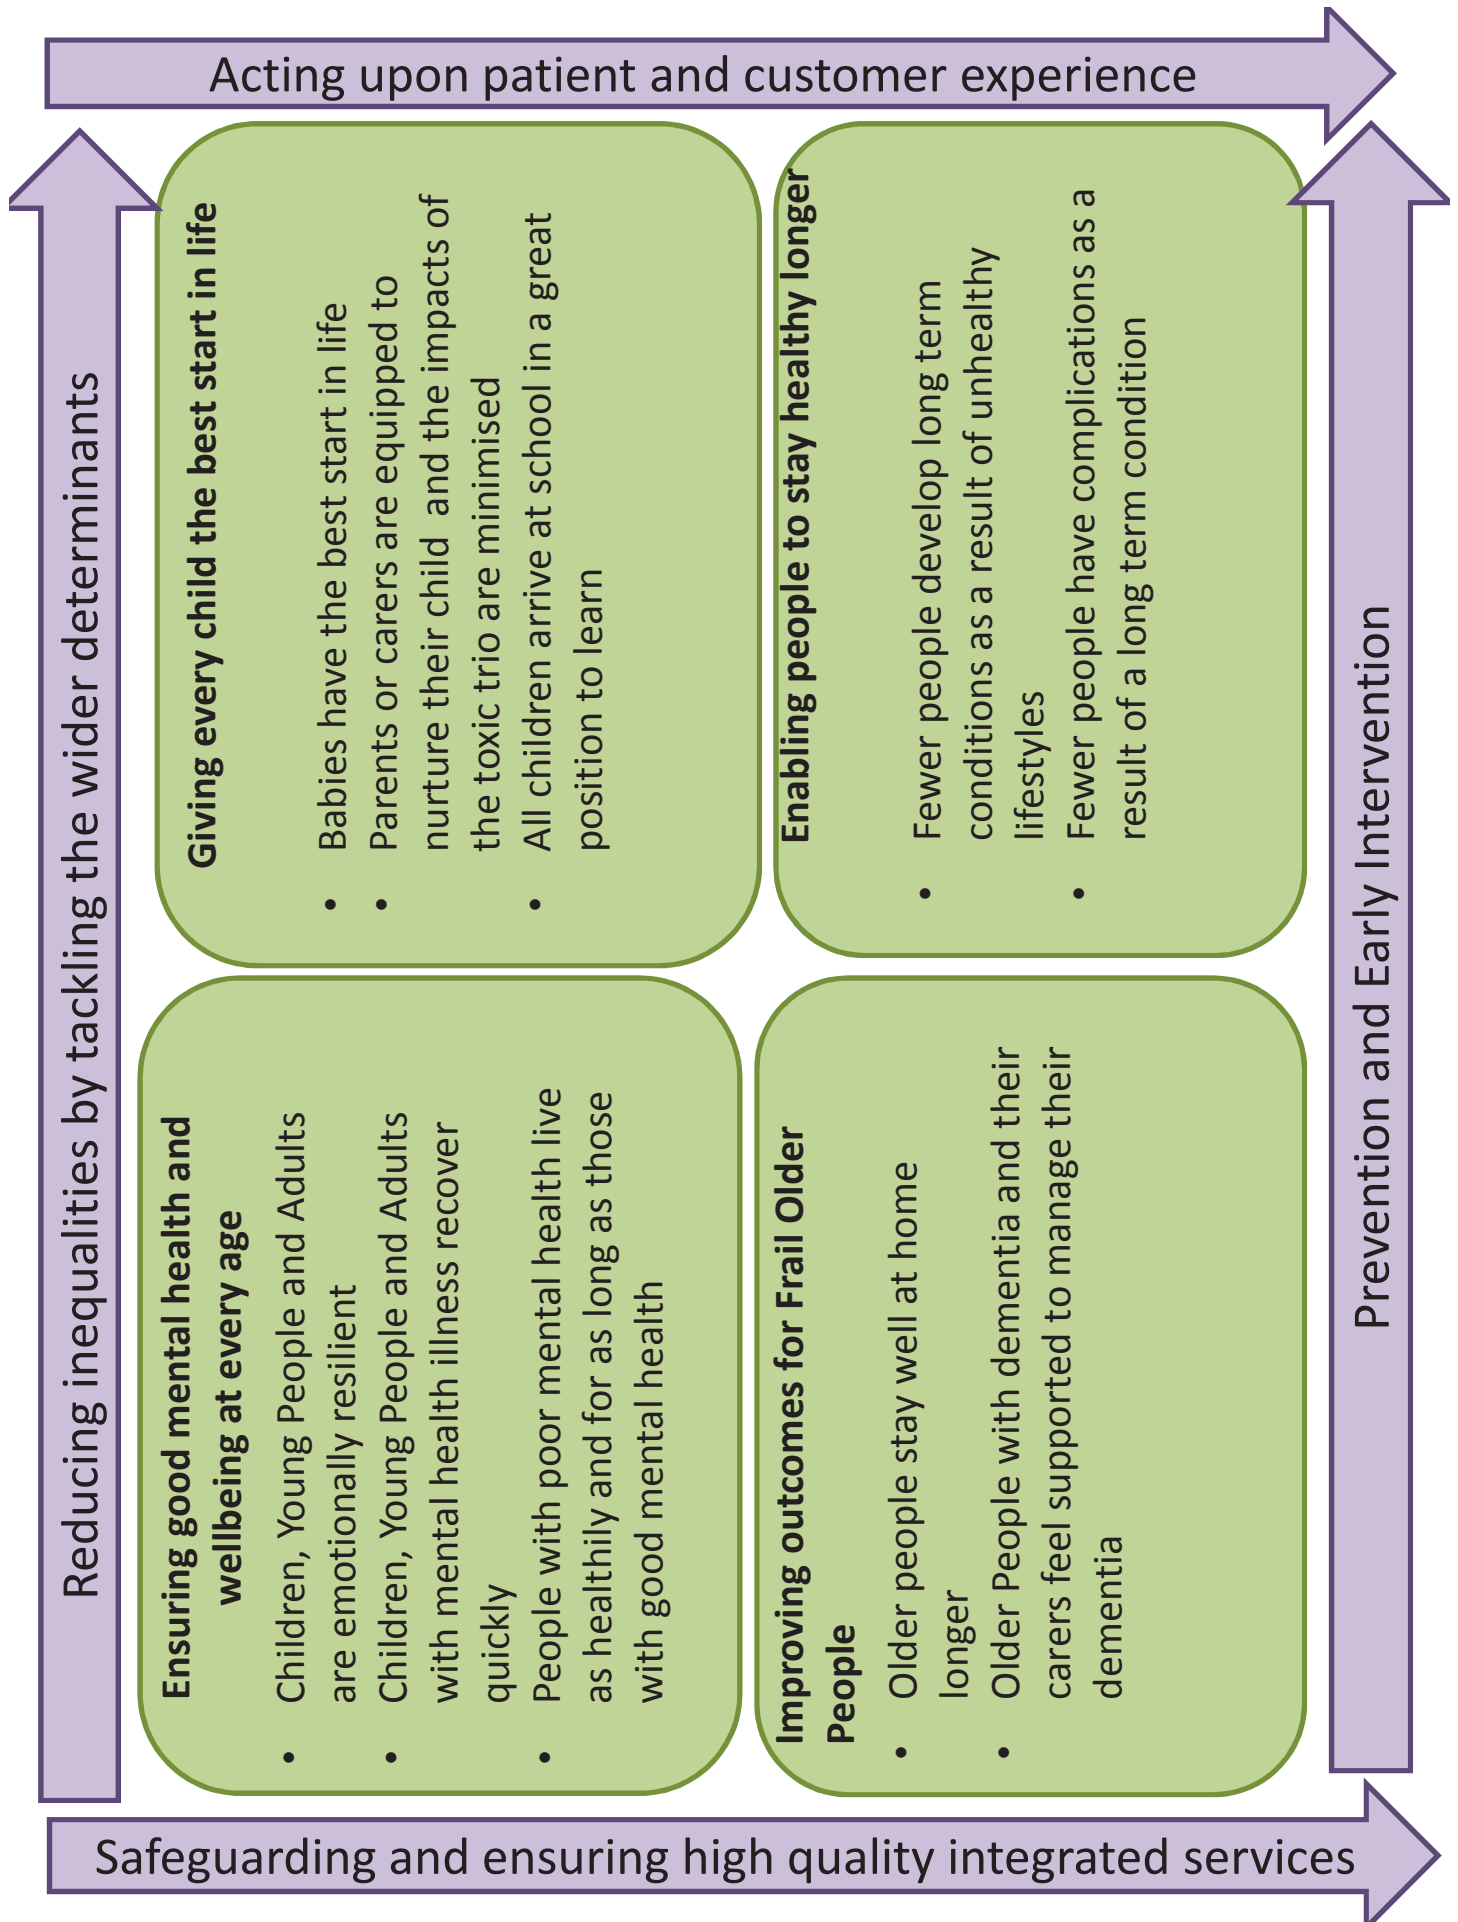 Reducing inequalities by tackling the wider determinants
Safeguarding and ensuring high quality integrated services
Ensuring good mental health and
wellbeing at every age
• Children, Young People and Adults
are emotionally resilient
• Children, Young People and Adults
with mental health illness recover
quickly
• People with poor mental health live
as healthily and for as long as those
with good mental health
Giving every child the best start in life
• Babies have the best start in life
• Parents or carers are equipped to
nurture their child and the impacts of
the toxic trio are minimised
• All children arrive at school in a great
position to learn
Improving outcomes for Frail Older
People
• Older people stay well at home
longer
• Older People with dementia and their
carers feel supported to manage their
dementia
Enabling people to stay healthy longer
• Fewer people develop long term
conditions as a result of unhealthy
lifestyles
• Fewer people have complications as a
result of a long term condition
Acting upon patient and customer experience
Prevention and Early Intervention